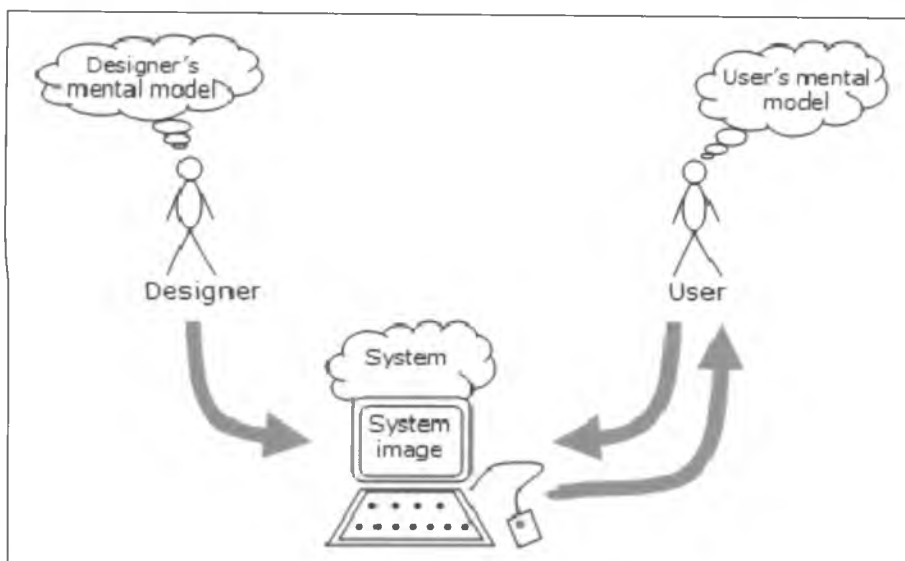 Designer's
mental model
User's mental
model
Designer
User
System
System
image